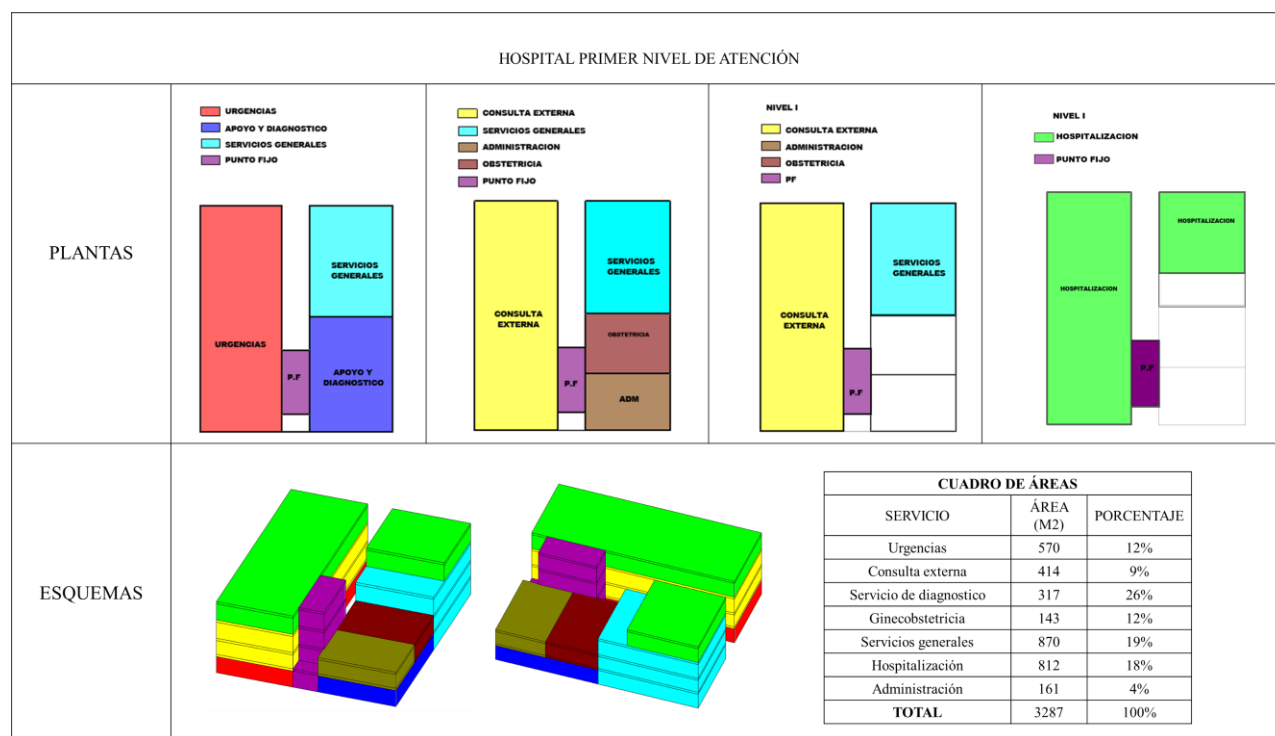 HOSPITAL PRIMER NIVEL DE ATENCIÓN
PLANTAS
URGENCIAS
APOYO Y DIAGNOSTICO
SERVICIOS GENERALES
PUNTO FIJO
URGENCIAS
P.F
SERVICIOS
GENERALES
APOYO Y
DIAGNOSTICO
CONSULTA EXTERNA
SERVICIOS GENERALES
ADMINISTRACION
OBSTETRICIA
PUNTO FIJO
CONSULTA
EXTERNA
P.F
SERVICIOS
GENERALES
OBSTETRICIA
ADM
NIVEL I
CONSULTA EXTERNA
ADMINISTRACION
OBSTETRICIA
PF
CONSULTA
EXTERNA
P.F
SERVICIOS
GENERALES
NIVEL I
HOSPITALIZACION
PUNTO FIJO
HOSPITALIZACION
P.F
HOSPITALIZACION
ESQUEMAS
CUADRO DE ÁREAS
SERVICIO ÁREA (M2) PORCENTAJE
Urgencias 570 12%
Consulta externa 414 9%
Servicio de diagnostico 317 26%
Ginecobstetricia 143 12%
Servicios generales 870 19%
Hospitalización 812 18%
Administración 161 4%
TOTAL 3287 100%